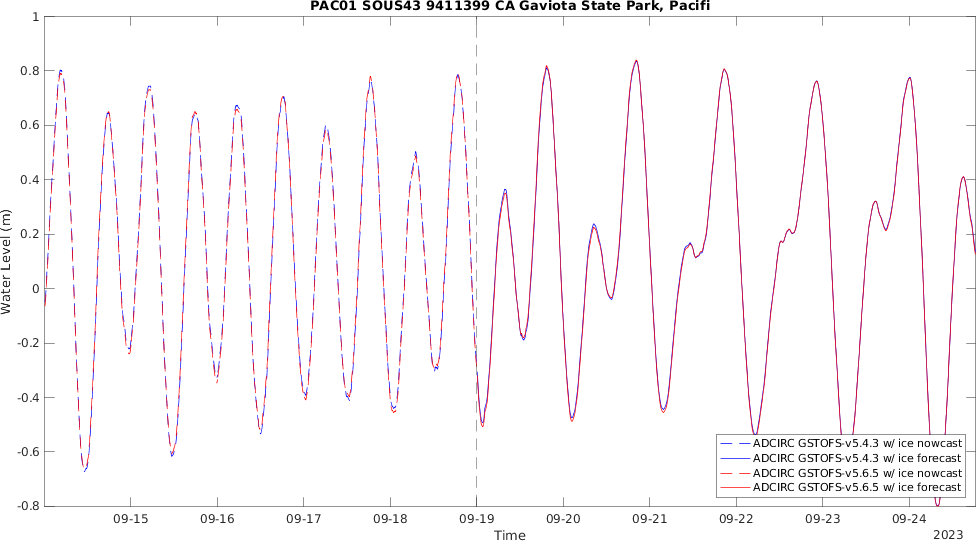 PAC01 SOUS43 9411399 CA Gaviota State Park, Pacifi
1
0.8
0.6
0.4
0.2
0
-0.2
-0.4
-0.6
-0.8
Water Level (m)
ADCIRC GSTOFS-v5.4.3 w/ ice nowcast
ADCIRC GSTOFS-v5.4.3 w/ ice forecast
ADCIRC GSTOFS-v5.6.5 w/ ice nowcast
ADCIRC GSTOFS-v5.6.5 w/ ice forecast
09-15 09-16 09-17 09-18 09-19 09-20 09-21 09-22 09-23 09-24
Time
2023